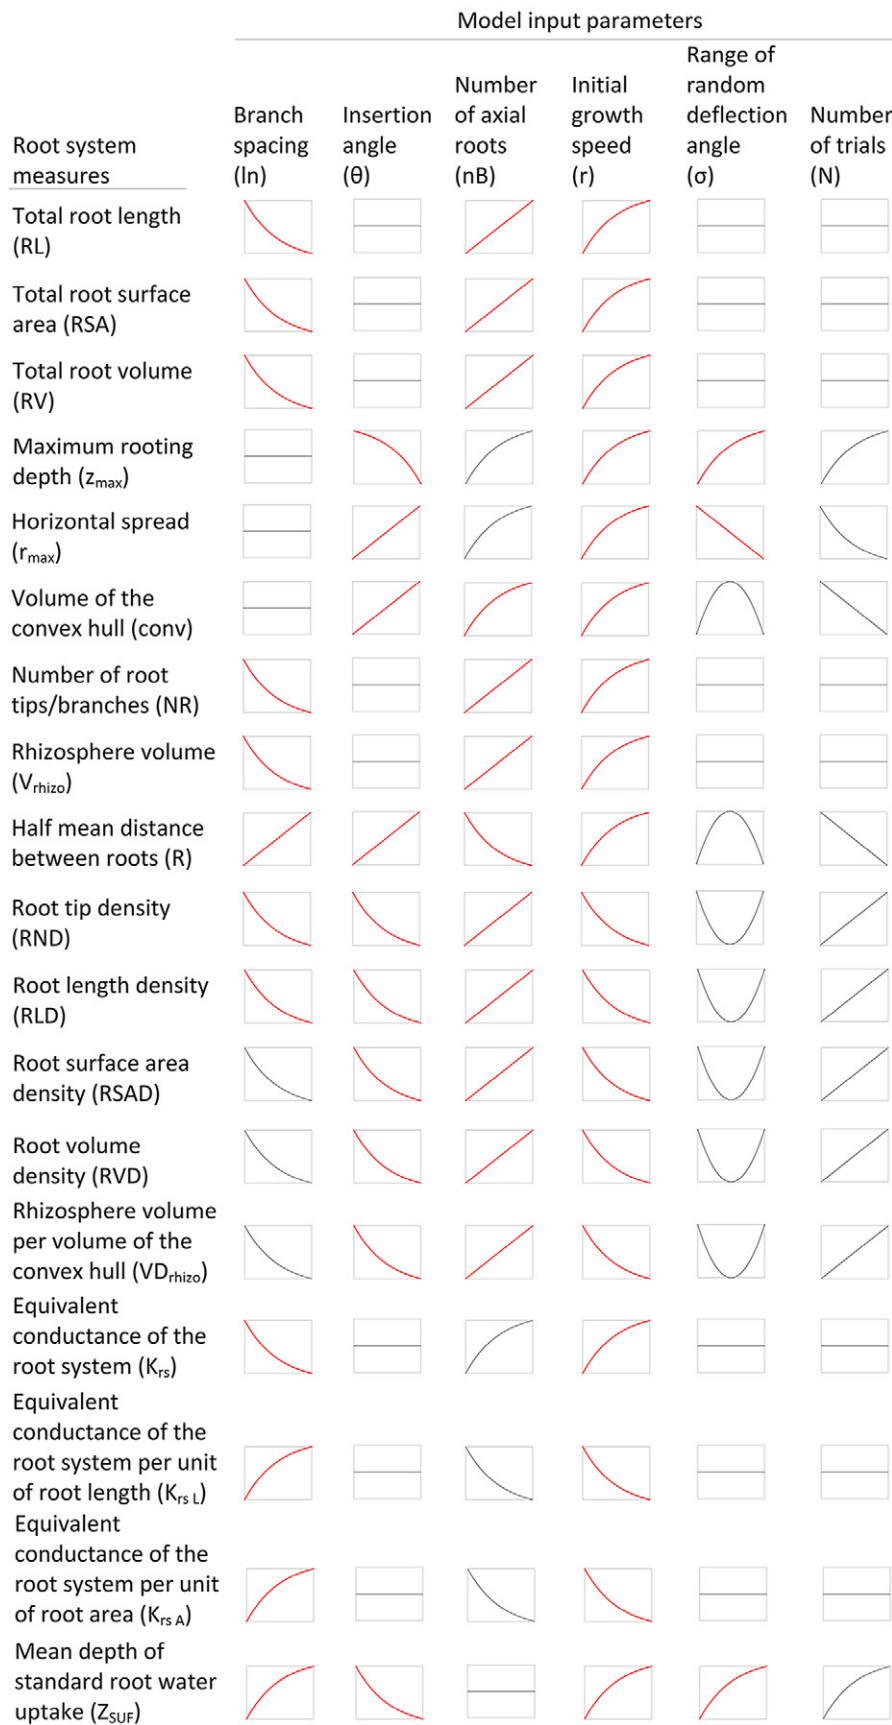 Model input parameters
Root system
measures
Branch
spacing
(ln)
Insertion
angle
(θ)
Number
of axial
roots
(nB)
Initial
growth
speed
(r)
Range of
random
deflection
angle
(σ)
Number
of trials
(N)
Total root length
(RL)
Total root surface
area (RSA)
Total root volume
(RV)
Maximum rooting
depth (zmax)
Horizontal spread
(rmax)
Volume of the
convex hull (conv)
Number of root
tips/branches (NR)
Rhizosphere volume
(Vrhizo)
Half mean distance
between roots (R)
Root tip density
(RND)
Root length density
(RLD)
Root surface area
density (RSAD)
Root volume
density (RVD)
Rhizosphere volume
per volume of the
convex hull (VDrhizo)
Equivalent
conductance of the
root system (Krs)
Equivalent
conductance of the
root system per unit
of root length (Krs L)
Equivalent
conductance of the
root system per unit
of root area (Krs A)
Mean depth of
standard root water
uptake (ZSUF)